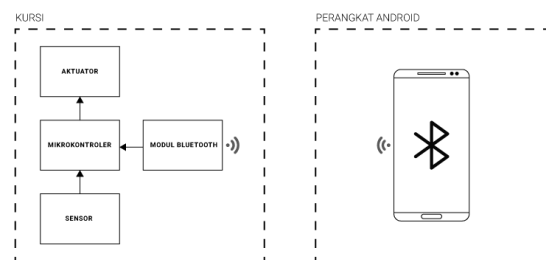 KURSI
PERANGKAT ANDROID
AKTUATOR
MIKROKONTROLER
MODUL BLUETOOTH
SENSOR